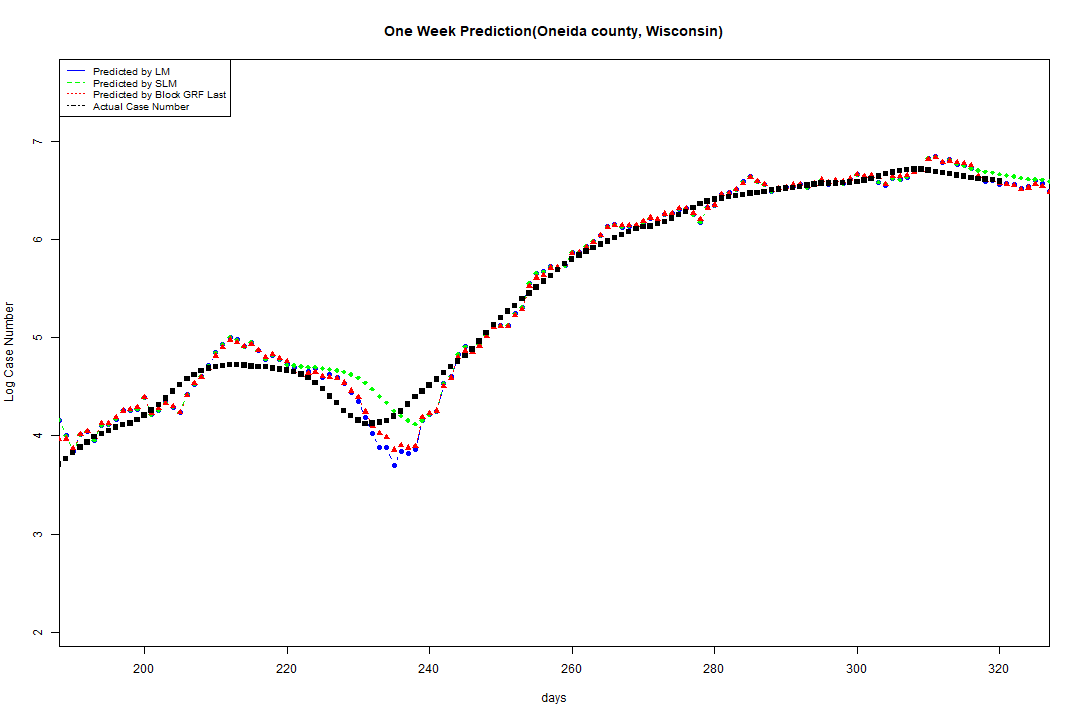 One Week Prediction(Oneida county, Wisconsin)
Predicted by LM
Predicted by SLM
Predicted by Block GRF Last
Actual Case Number
7
6
5
4
3
2
Log Case Number
200 220 240 260 280 300 320
days